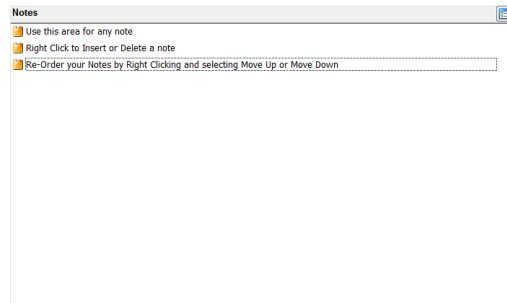 Notes
Use this area for any note
Right Click to Insert or Delete a note
Re-Order your Notes by Right Clicking and selecting Move Up or Move Down